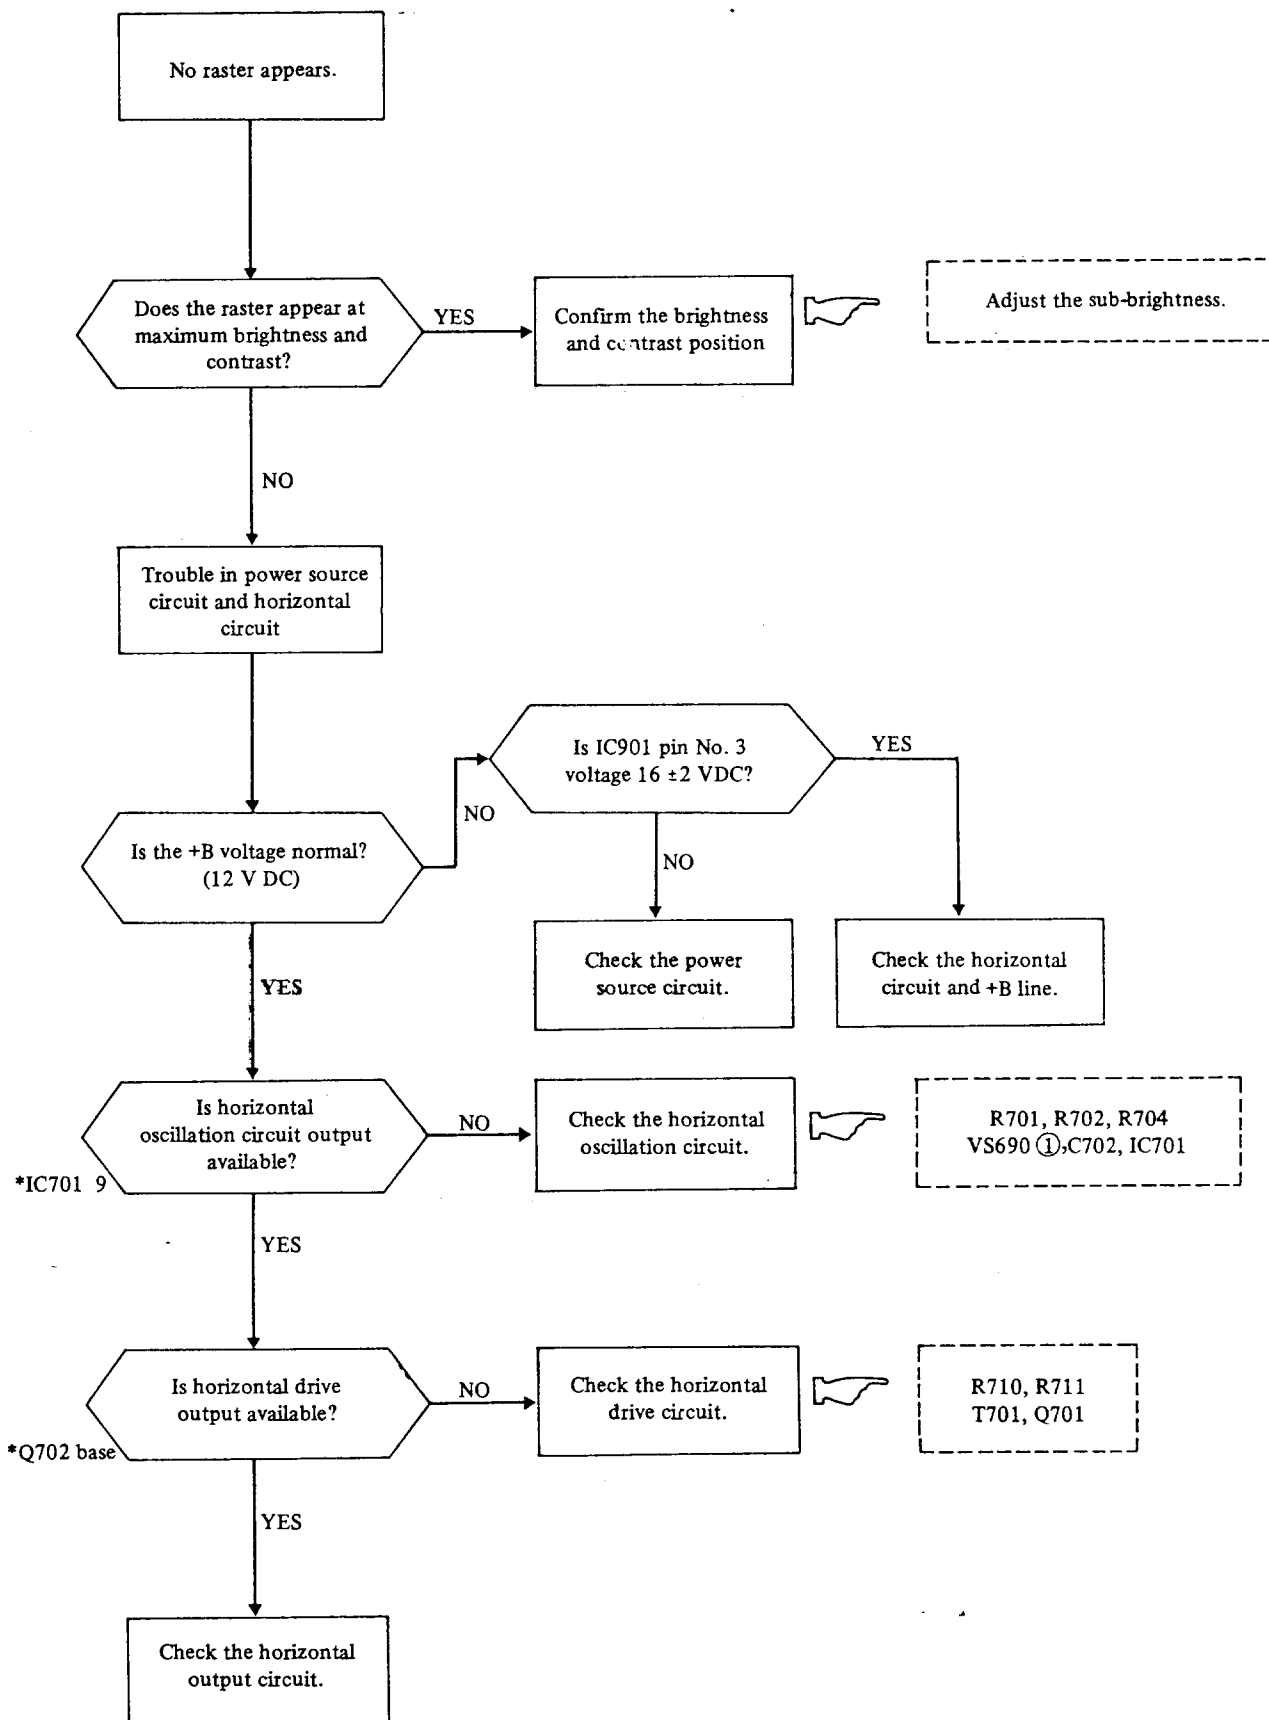 No raster appears.
Does the raster appear at
maximum brightness and
contrast?
YES
Confirm the brightness
and contrast position
Adjust the sub-brightness.
NO
Trouble in power source
circuit and horizontal
circuit
Is the +B voltage normal?
(12 V DC)
NO
Is IC901 pin No. 3
voltage 16 ±2 VDC?
YES
NO
Check the power
source circuit.
Check the horizontal
circuit and +B line.
YES
Is horizontal
oscillation circuit output
available?
*IC701 9
NO
Check the horizontal
oscillation circuit.
R701, R702, R704
VS690 ①,C702, IC701
YES
Is horizontal drive
output available?
*Q702 base
NO
Check the horizontal
drive circuit.
R710, R711
T701, Q701
YES
Check the horizontal
output circuit.